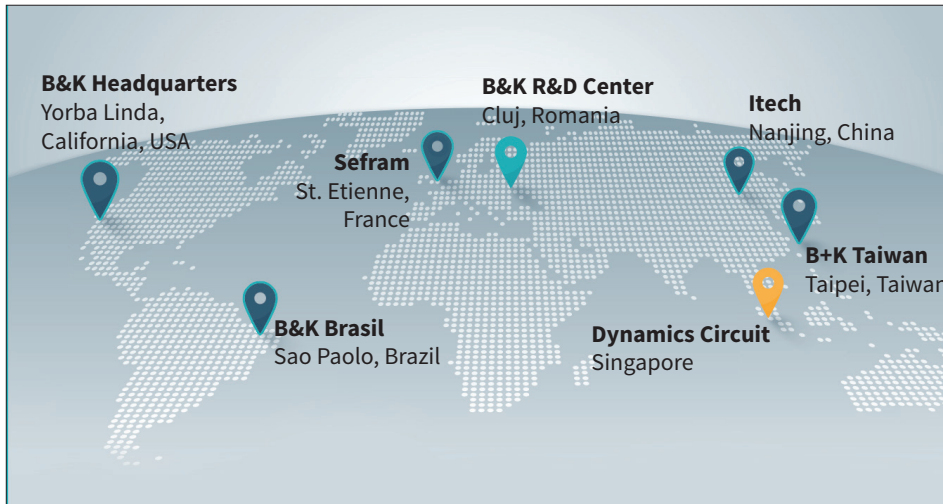 B&K Headquarters
Yorba Linda,
California, USA
Sefram
St. Etienne,
France
B&K R&D Center
Cluj, Romania
Itech
Nanjing, China
B+K Taiwan
Taipei, Taiwan
B&K Brasil
Sao Paolo, Brazil
Dynamics Circuit
Singapore